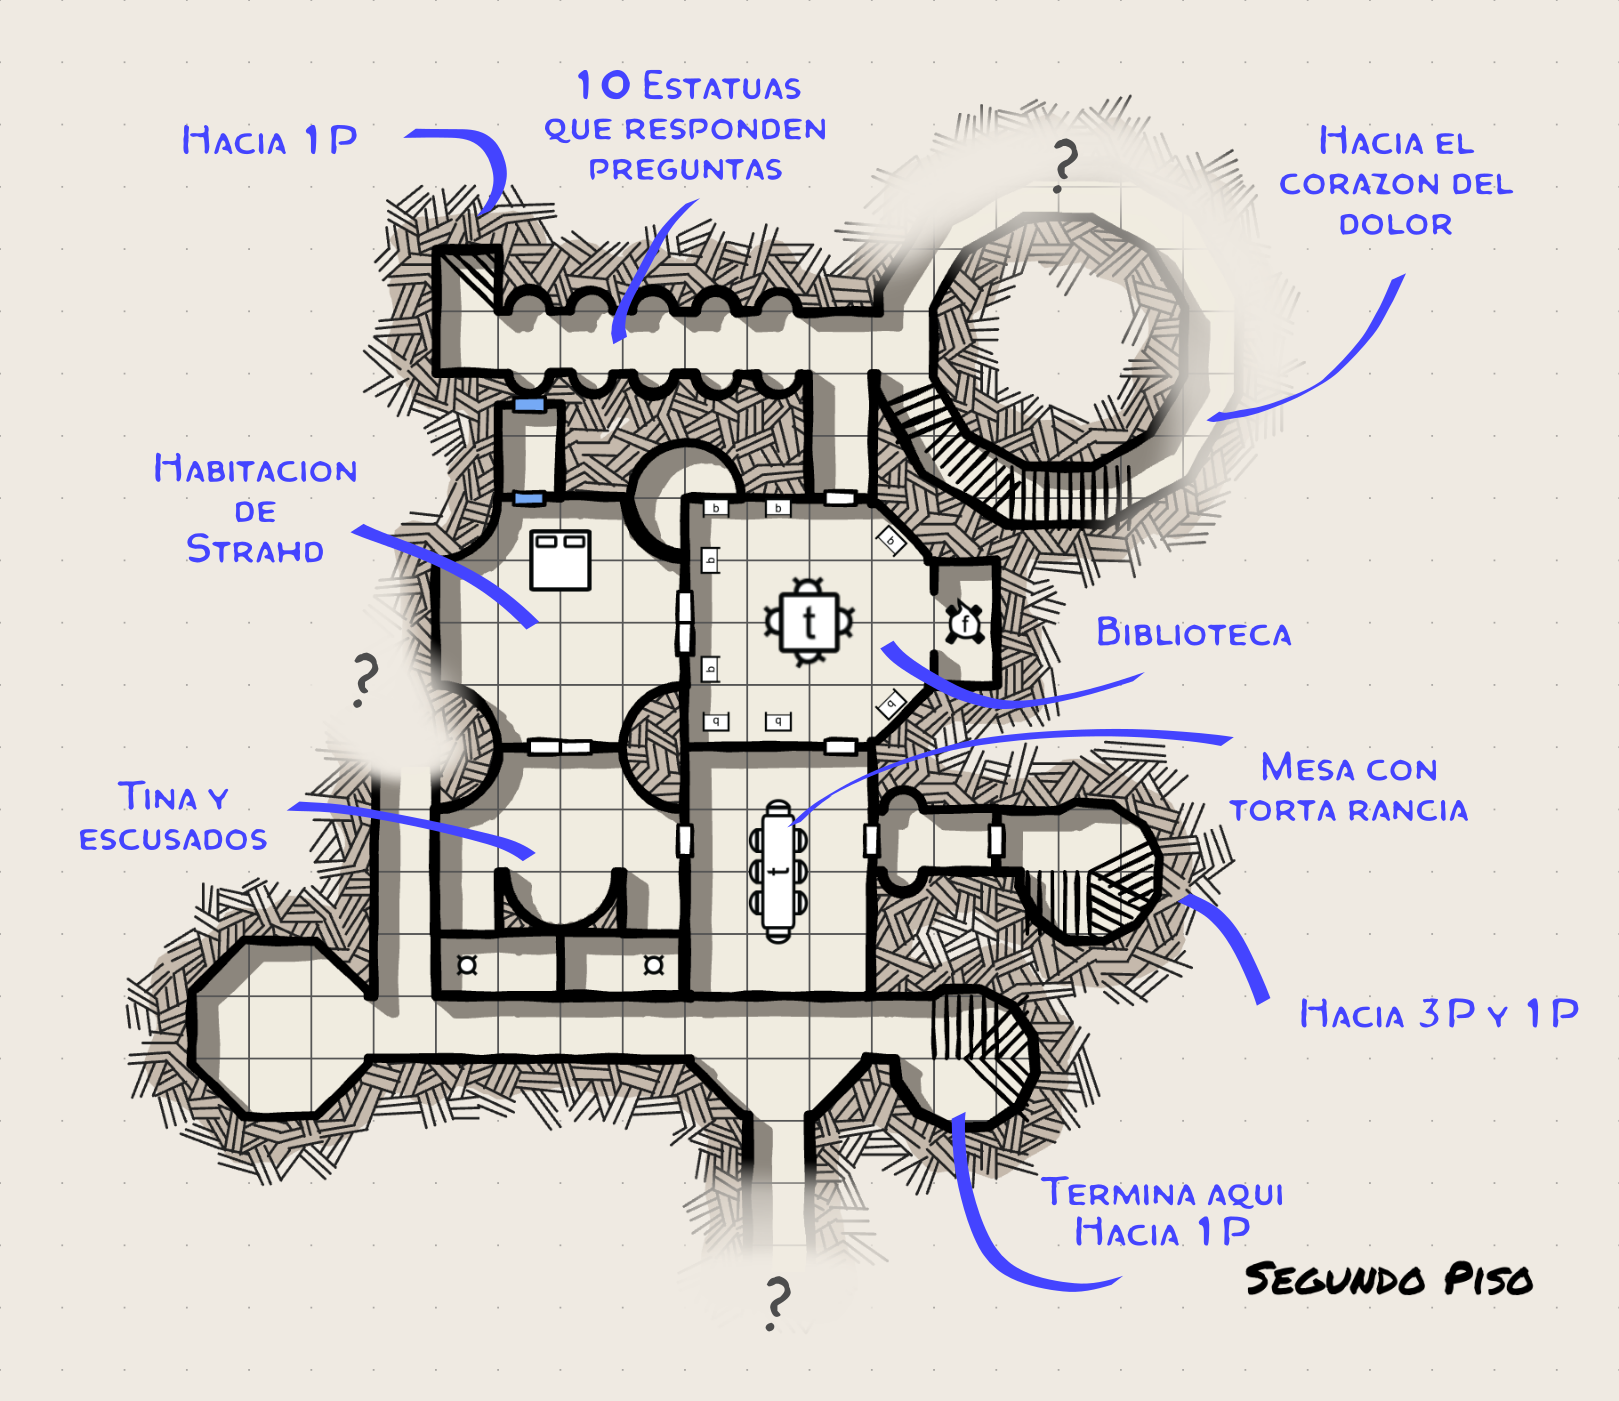 Hacia 1P
10 Estatuas
que responden
preguntas
?
Hacia el
corazon del
dolor
Habitacion
de
Strahd
b
b
b
b
t
f
Biblioteca
?
b
b
b
b
Mesa con
torta rancia
Tina y
escusados
t
Hacia 3P y 1P
Termina aqui
Hacia 1P
Segundo Piso
?